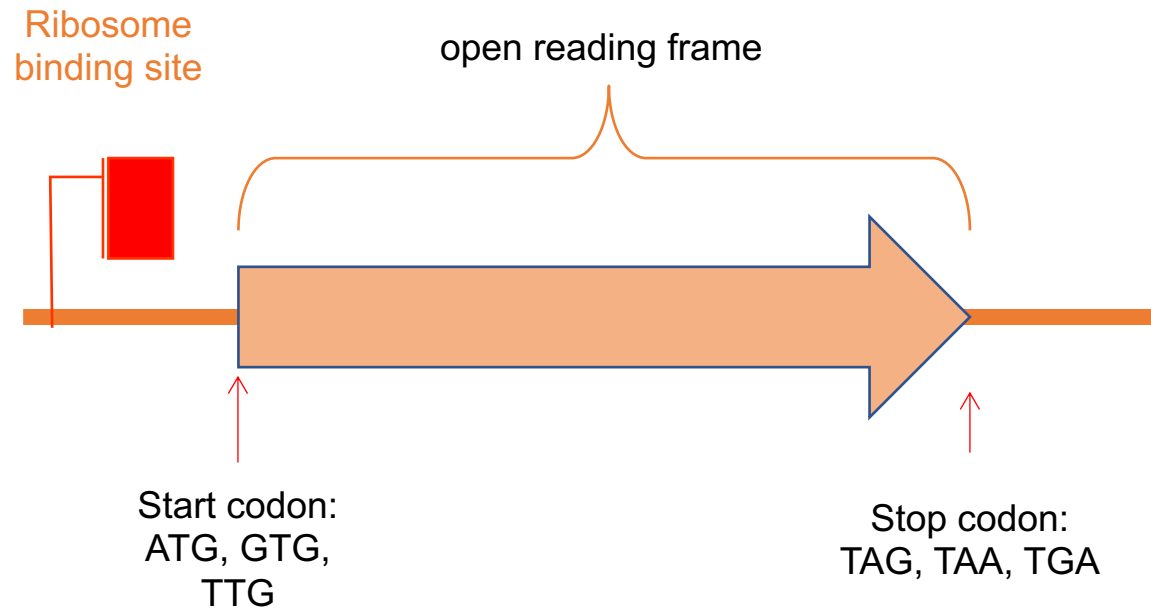 Ribosome
binding site
open reading frame
Start codon:
ATG, GTG,
TTG
Stop codon:
TAG, TAA, TGA